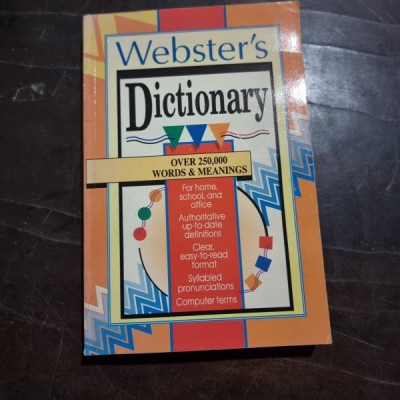 Webster's
Dictionary
OVER 250,000
WORDS & MEANINGS
For home,
school, and
office
Authoritative
up-to-date
definitions
Clear,
easy-to-read
format
Syllabled
pronunciations
Computer terms